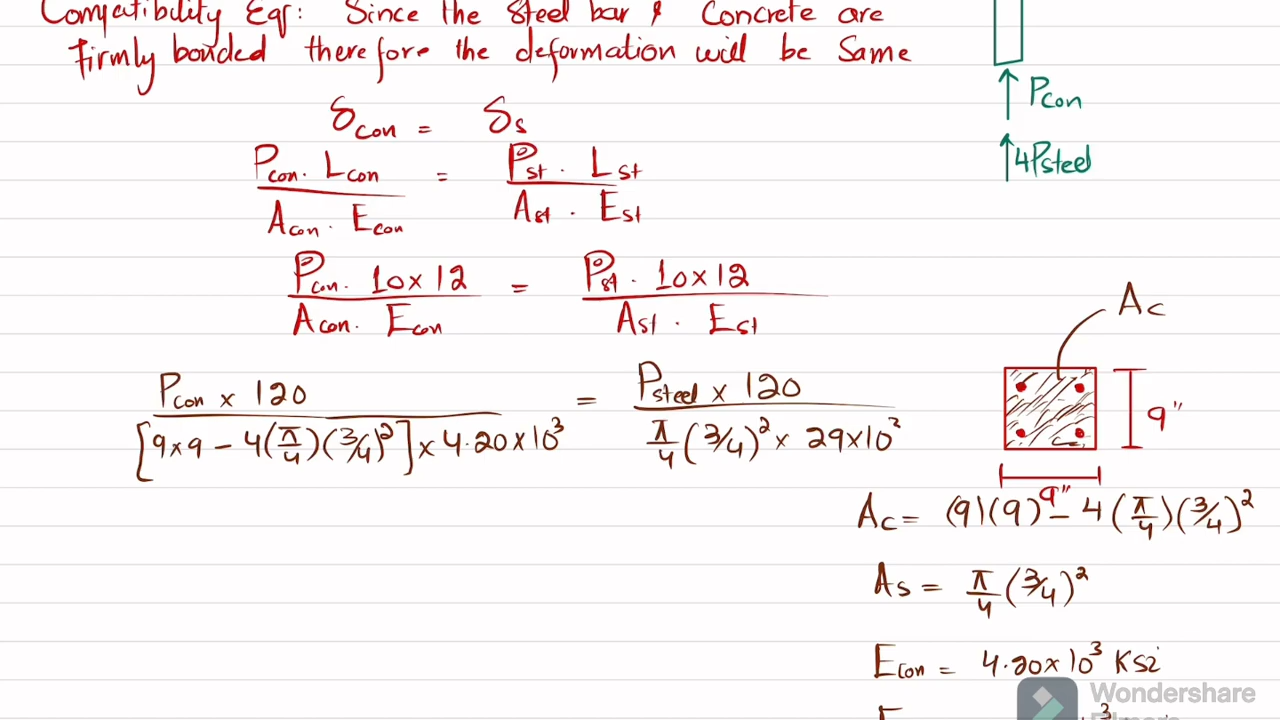 Compatibility Eqr: Since the Steel bar & Concrete are
firmly bonded therefore the deformation will be Same
δcon = δs
Pcon. Lcon / Acon. Econ = Pst. Lst / Ast. Est
Pcon. 10x12 / Acon. Econ = Pst. 10x12 / Ast. Est
Pcon x 120 / [9x9 - 4(π/4)(3/4)²] x 4.20x10³ = Psteel x 120 / π/4 (3/4)² x 29x10³
↑ Pcon
↑ 4Psteel
Ac
9"
9"
Ac = (9)(9) - 4(π/4)(3/4)²
As = π/4 (3/4)²
Econ = 4.20x10³ Ksi
Wondershare